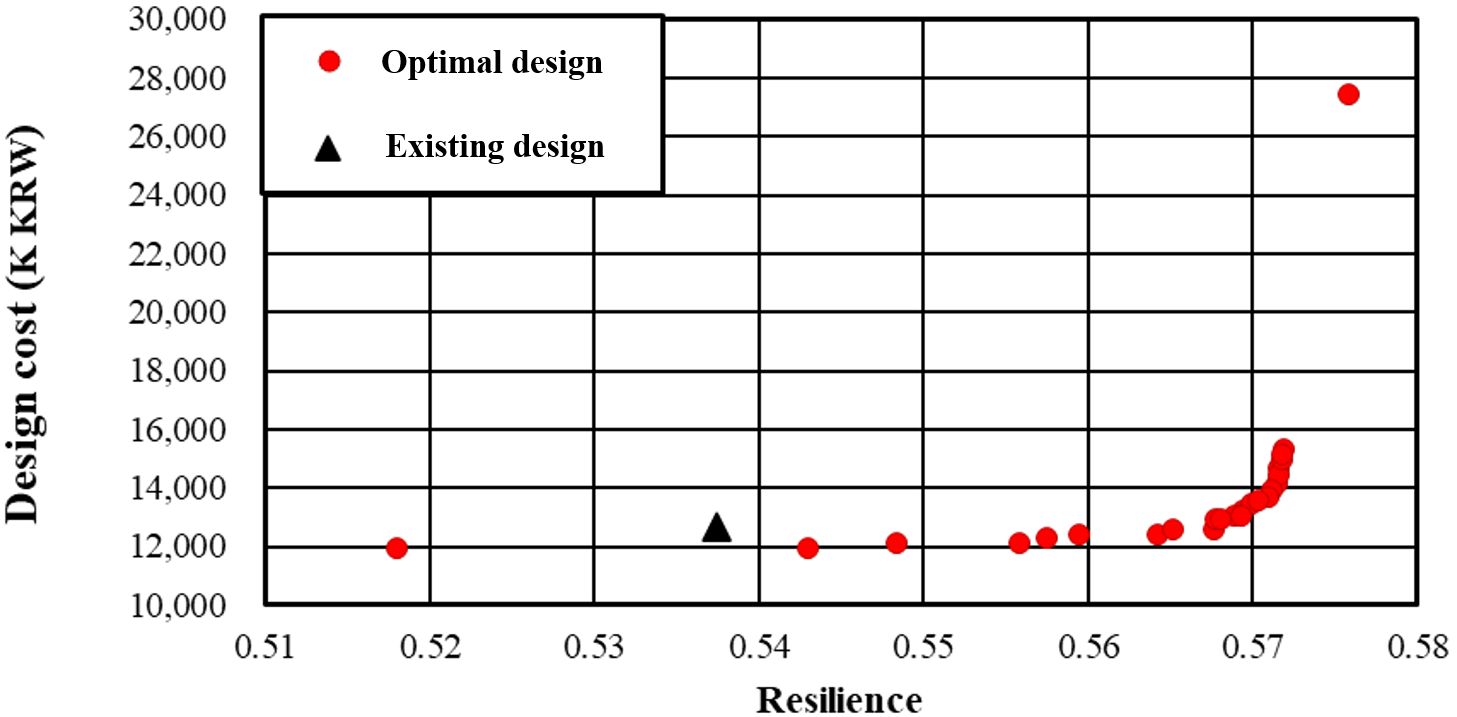 30,000
28,000
26,000
24,000
22,000
20,000
18,000
16,000
14,000
12,000
10,000
Design cost (K KRW)
Optimal design
Existing design
0.51 0.52 0.53 0.54 0.55 0.56 0.57 0.58
Resilience